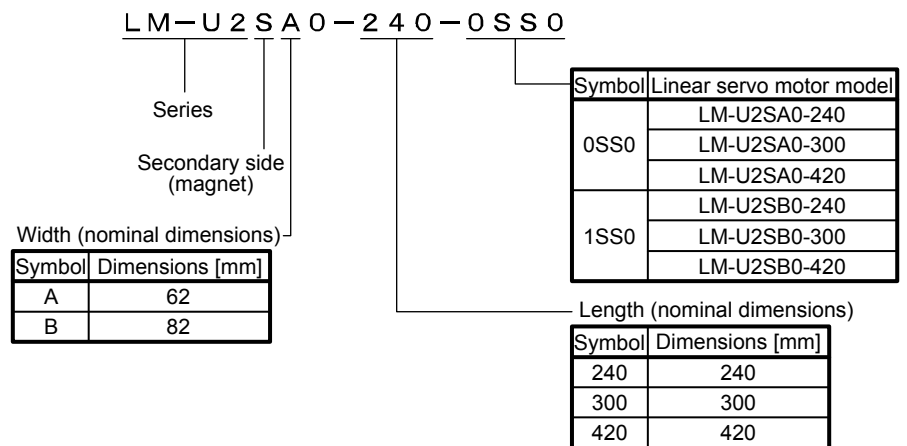 LM-U2SA0-240-0SS0
Series
Secondary side
(magnet)
Width (nominal dimensions)
Symbol Dimensions [mm]
A 62
B 82
Symbol Linear servo motor model
0SS0 LM-U2SA0-240
LM-U2SA0-300
LM-U2SA0-420
1SS0 LM-U2SB0-240
LM-U2SB0-300
LM-U2SB0-420
Length (nominal dimensions)
Symbol Dimensions [mm]
240 240
300 300
420 420